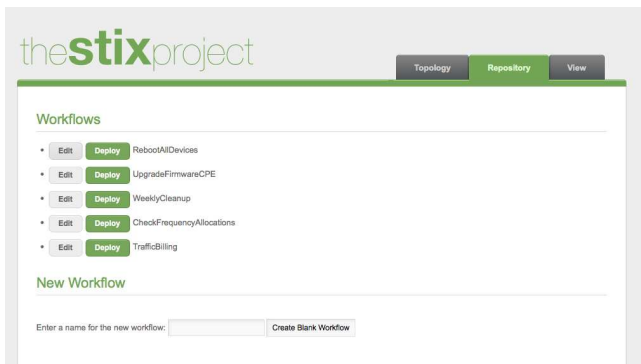 thestixproject
Topology Repository View
Workflows
Edit Deploy RebootAllDevices
Edit Deploy UpgradeFirmwareCPE
Edit Deploy WeeklyCleanup
Edit Deploy CheckFrequencyAllocations
Edit Deploy TrafficBilling
New Workflow
Enter a name for the new workflow: Create Blank Workflow